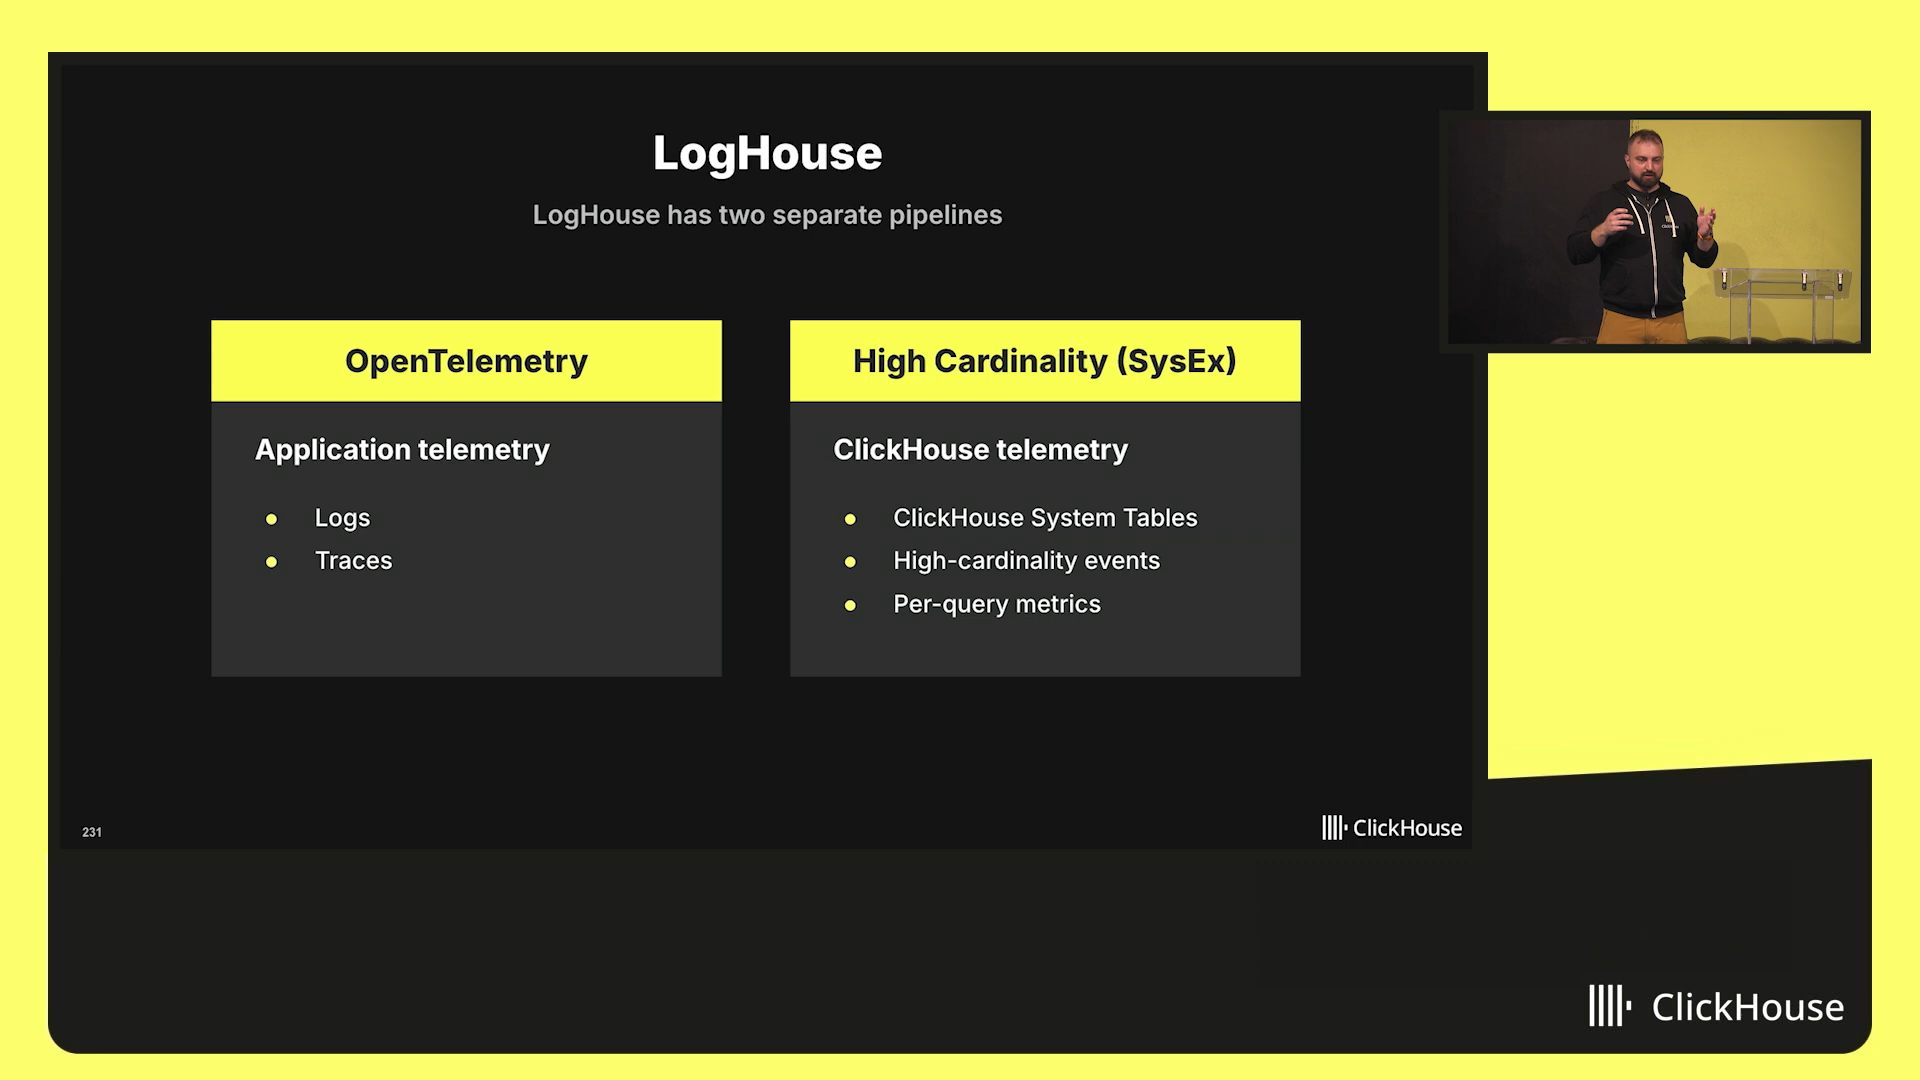 LogHouse
LogHouse has two separate pipelines
OpenTelemetry
Application telemetry
Logs
Traces
High Cardinality (SysEx)
ClickHouse telemetry
ClickHouse System Tables
High-cardinality events
Per-query metrics
231
ClickHouse
ClickHouse